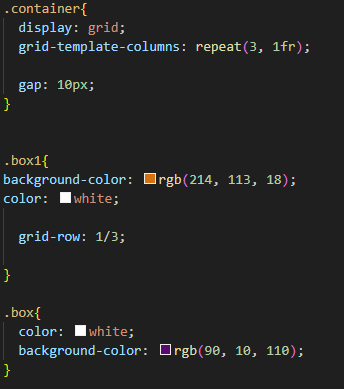 .container{
display: grid;
grid-template-columns: repeat(3, 1fr);
gap: 10px;
}
.box1{
background-color: rgb(214, 113, 18);
color: white;
grid-row: 1/3;
}
.box{
color: white;
background-color: rgb(90, 10, 110);
}